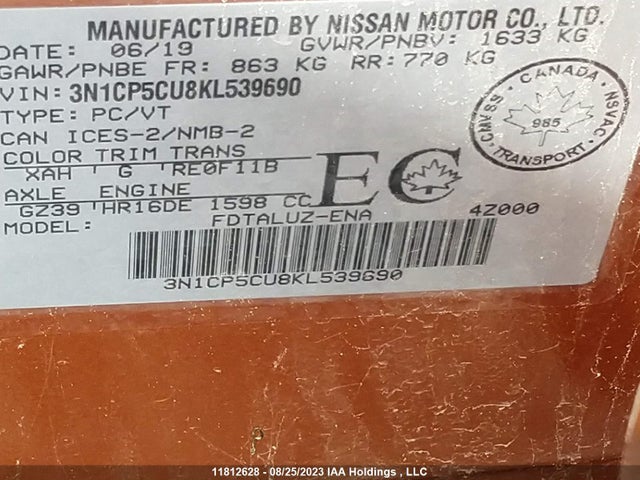 MANUFACTURED BY NISSAN MOTOR CO., LTD.
DATE: 06/19 GVWR/PNBV: 1633 KG
GAWR/PNBE FR: 863 KG RR: 770 KG
VIN: 3N1CP5CU8KL539690
TYPE: PC/VT
CAN ICES-2/NMB-2
COLOR TRIM TRANS
XAH G RE0F11B
AXLE ENGINE
GZ39 HR16DE 1598 CC
MODEL: FDTALUZ-ENA 4Z000
EC
CANADA
CMVSS 985 NSVAC
TRANSPORT
3N1CP5CU8KL539690
11812628 - 08/25/2023 IAA Holdings , LLC